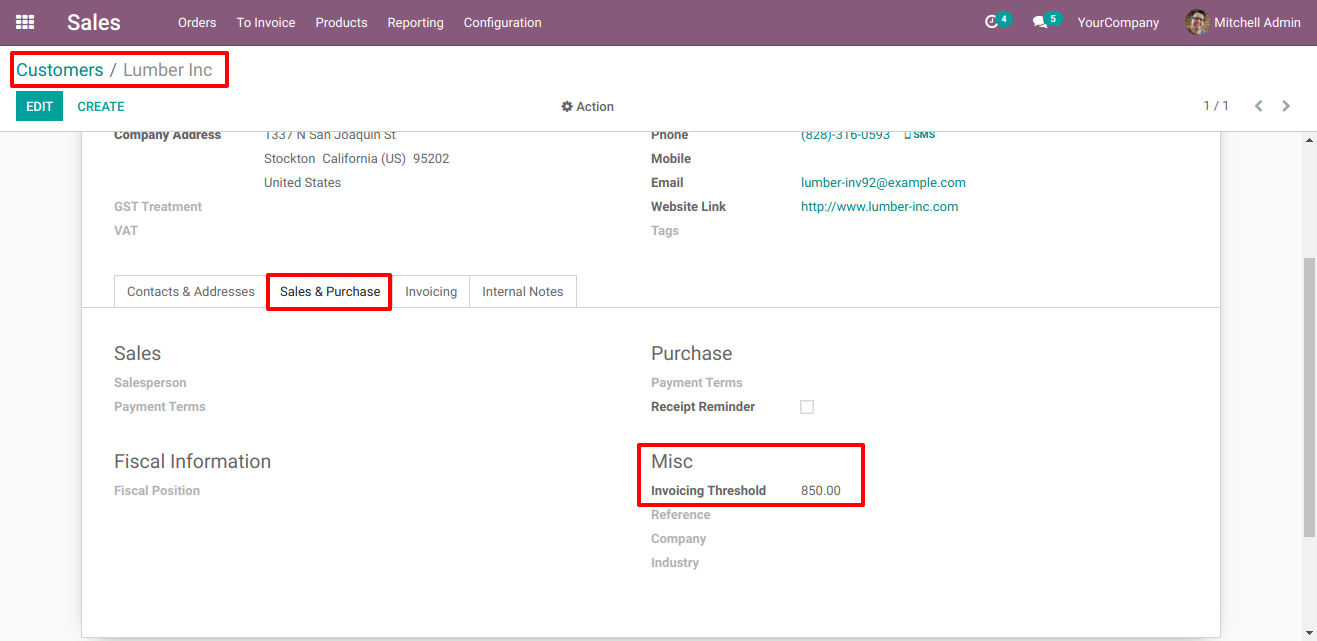 Sales Orders To Invoice Products Reporting Configuration 4 5 YourCompany Mitchell Admin
Customers / Lumber Inc
EDIT CREATE Action 1 / 1
Company Address 1337 N San Joaquin St
Stockton California (US) 95202
United States
GST Treatment
VAT
Phone (828)-316-0593 SMS
Mobile
Email lumber-inv92@example.com
Website Link http://www.lumber-inc.com
Tags
Contacts & Addresses Sales & Purchase Invoicing Internal Notes
Sales
Salesperson
Payment Terms
Purchase
Payment Terms
Receipt Reminder
Fiscal Information
Fiscal Position
Misc
Invoicing Threshold 850.00
Reference
Company
Industry